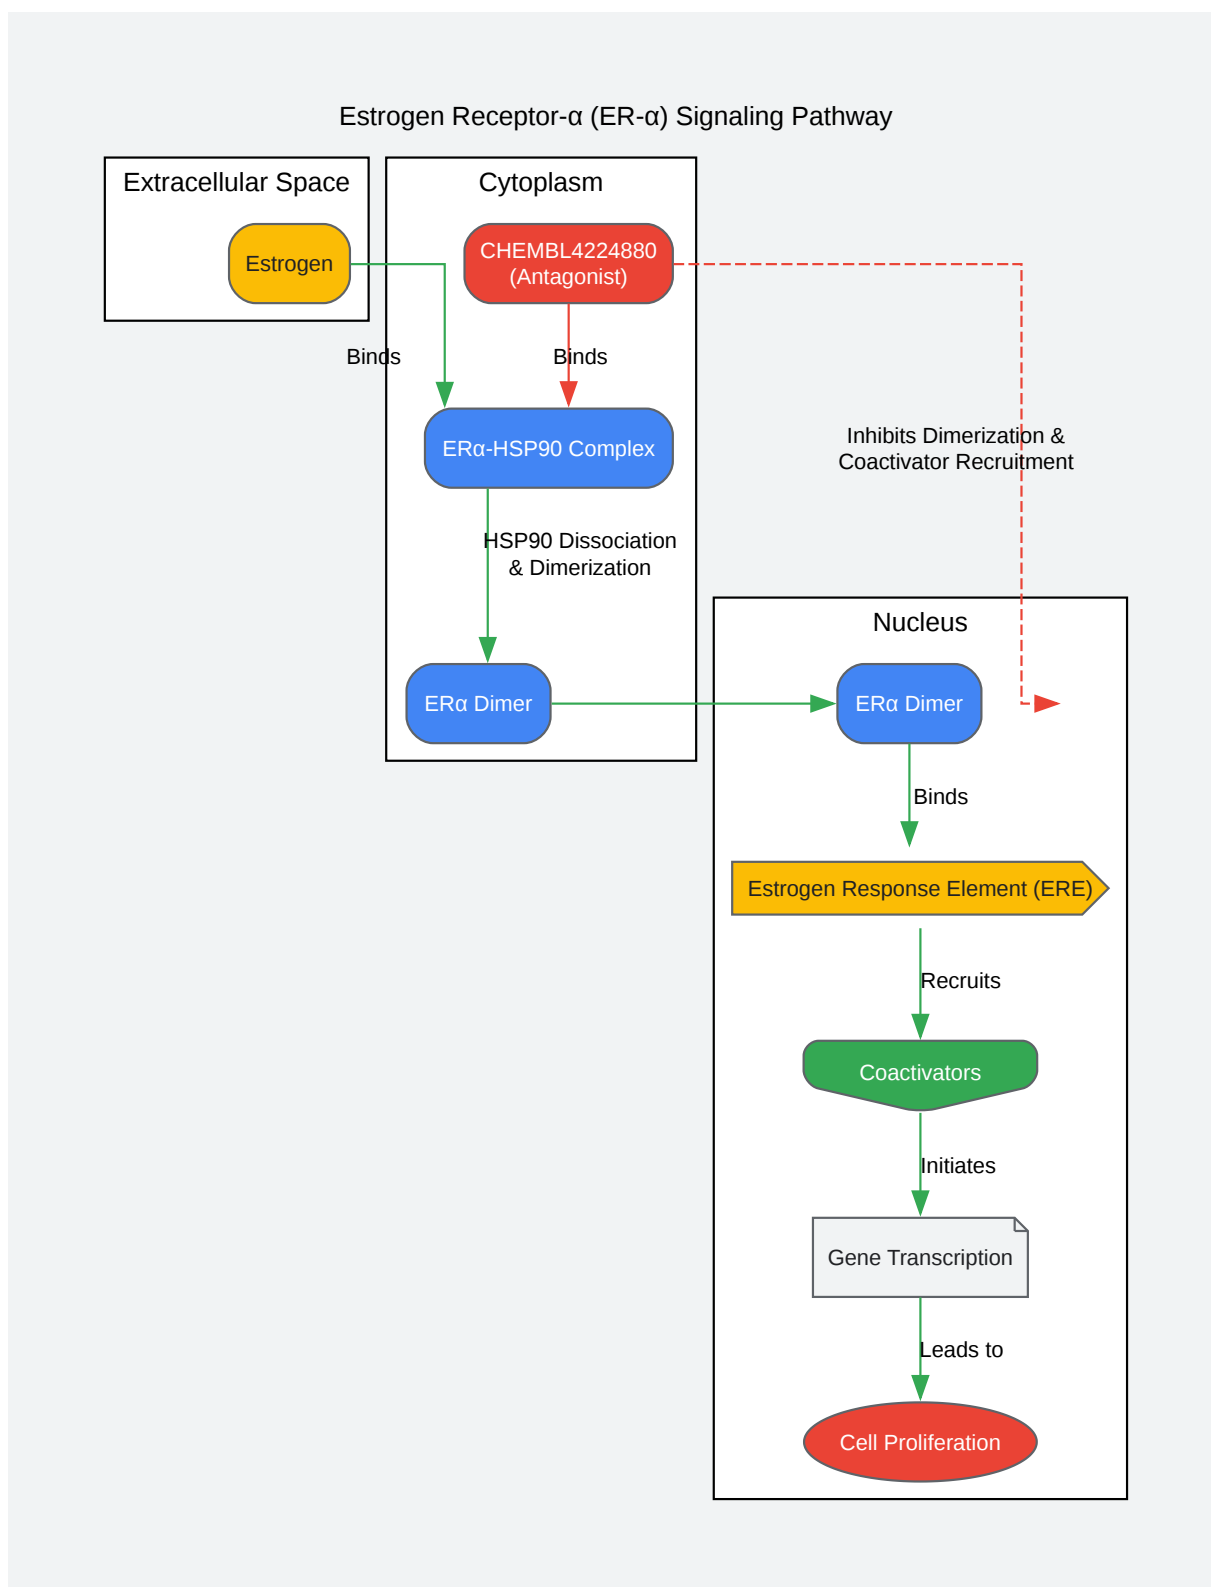 Estrogen Receptor-α (ER-α) Signaling Pathway
Extracellular Space
Cytoplasm
Estrogen
CHEMBL4224880
(Antagonist)
Binds
Binds
ERα-HSP90 Complex
Inhibits Dimerization &
Coactivator Recruitment
HSP90 Dissociation
& Dimerization
Nucleus
ERα Dimer
ERα Dimer
Binds
Estrogen Response Element (ERE)
Recruits
Coactivators
Initiates
Gene Transcription
Leads to
Cell Proliferation